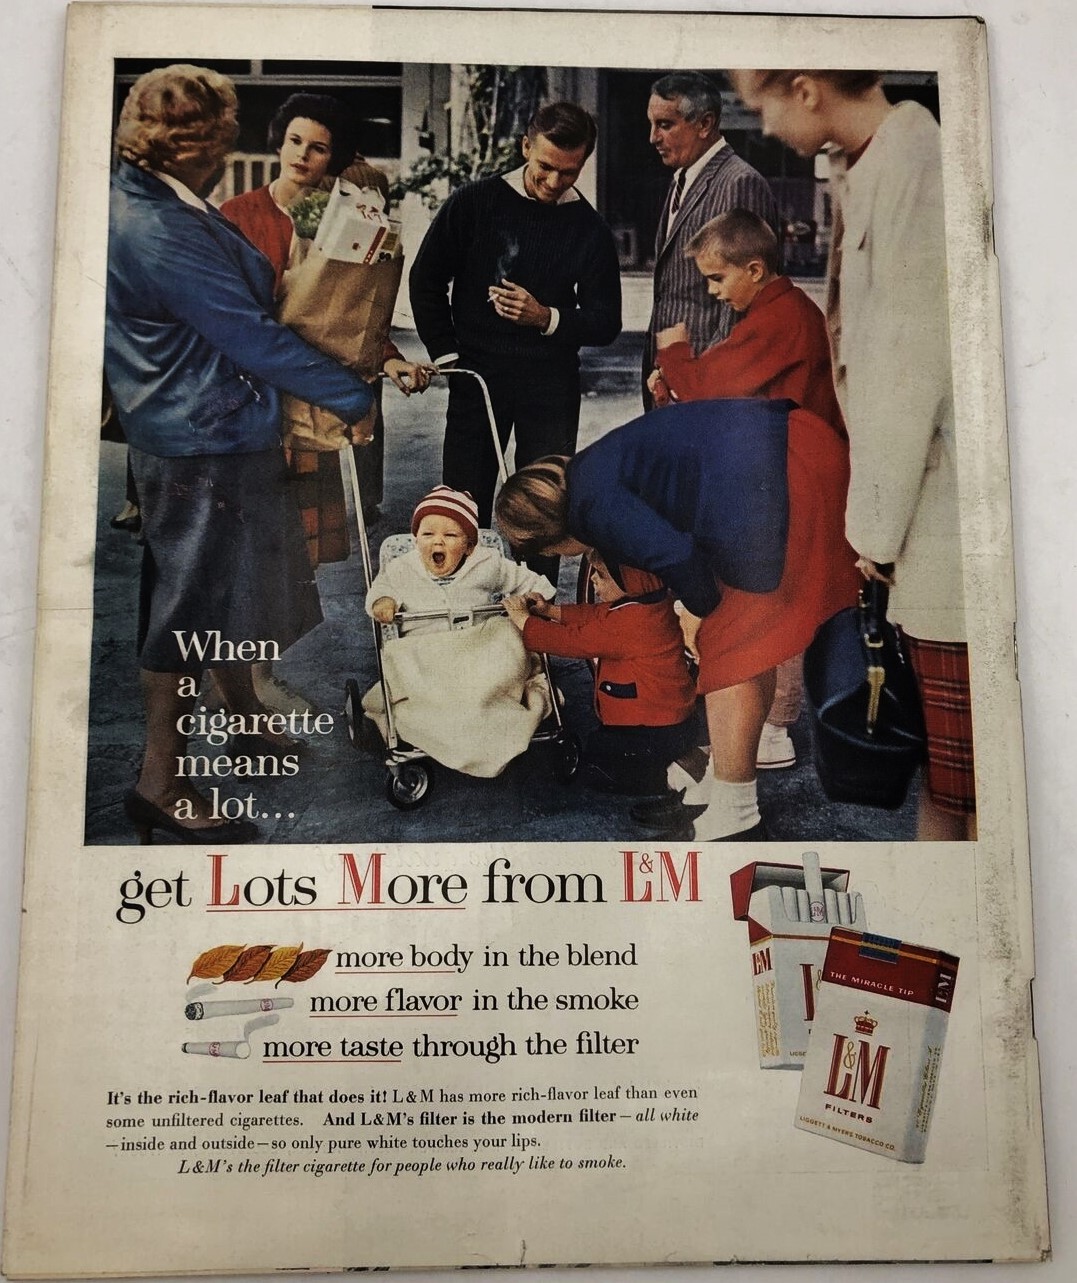 When
a
cigarette
means
a lot...
get Lots More from L&M
more body in the blend
more flavor in the smoke
more taste through the filter
It's the rich-flavor leaf that does it! L&M has more rich-flavor leaf than even
some unfiltered cigarettes. And L&M's filter is the modern filter — all white
—inside and outside—so only pure white touches your lips.
L&M's the filter cigarette for people who really like to smoke.
L&M
L&M
THE MIRACLE TIP
L&M
L&M
FILTERS
LIGGETT & MYERS TOBACCO CO.